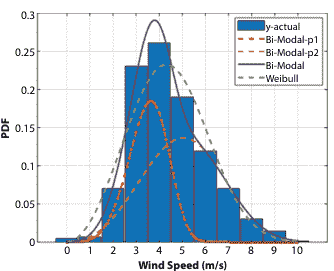 0.3
0.25
0.2
0.15
0.1
0.05
0
PDF
y-actual
Bi-Modal-p1
Bi-Modal-p2
Bi-Modal
Weibull
0 1 2 3 4 5 6 7 8 9 10
Wind Speed (m/s)